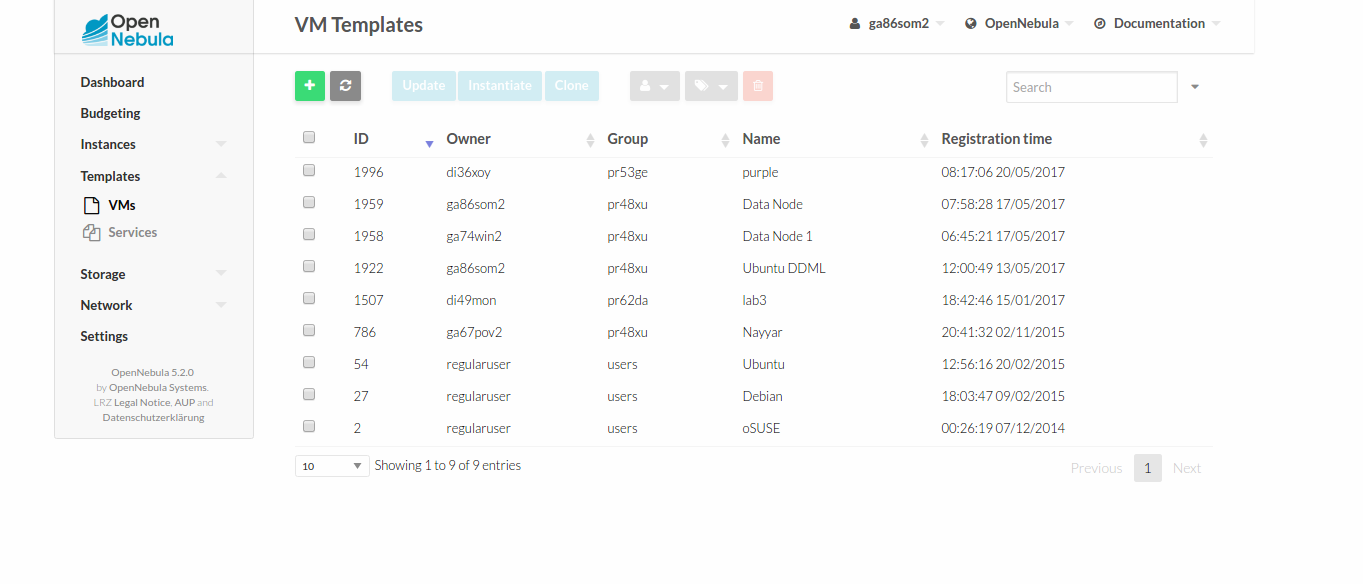 Open
Nebula
VM Templates
ga86som2
OpenNebula
Documentation
Dashboard
Budgeting
Instances
Templates
VMs
Services
Storage
Network
Settings
OpenNebula 5.2.0
by OpenNebula Systems.
LRZ Legal Notice, AUP and
Datenschutzerklärung
Update Instantiate Clone
Search
ID Owner Group Name Registration time
1996 di36xoy pr53ge purple 08:17:06 20/05/2017
1959 ga86som2 pr48xu Data Node 07:58:28 17/05/2017
1958 ga74win2 pr48xu Data Node 1 06:45:21 17/05/2017
1922 ga86som2 pr48xu Ubuntu DDML 12:00:49 13/05/2017
1507 di49mon pr62da lab3 18:42:46 15/01/2017
786 ga67pov2 pr48xu Nayyar 20:41:32 02/11/2015
54 regularuser users Ubuntu 12:56:16 20/02/2015
27 regularuser users Debian 18:03:47 09/02/2015
2 regularuser users oSUSE 00:26:19 07/12/2014
10 Showing 1 to 9 of 9 entries
Previous 1 Next